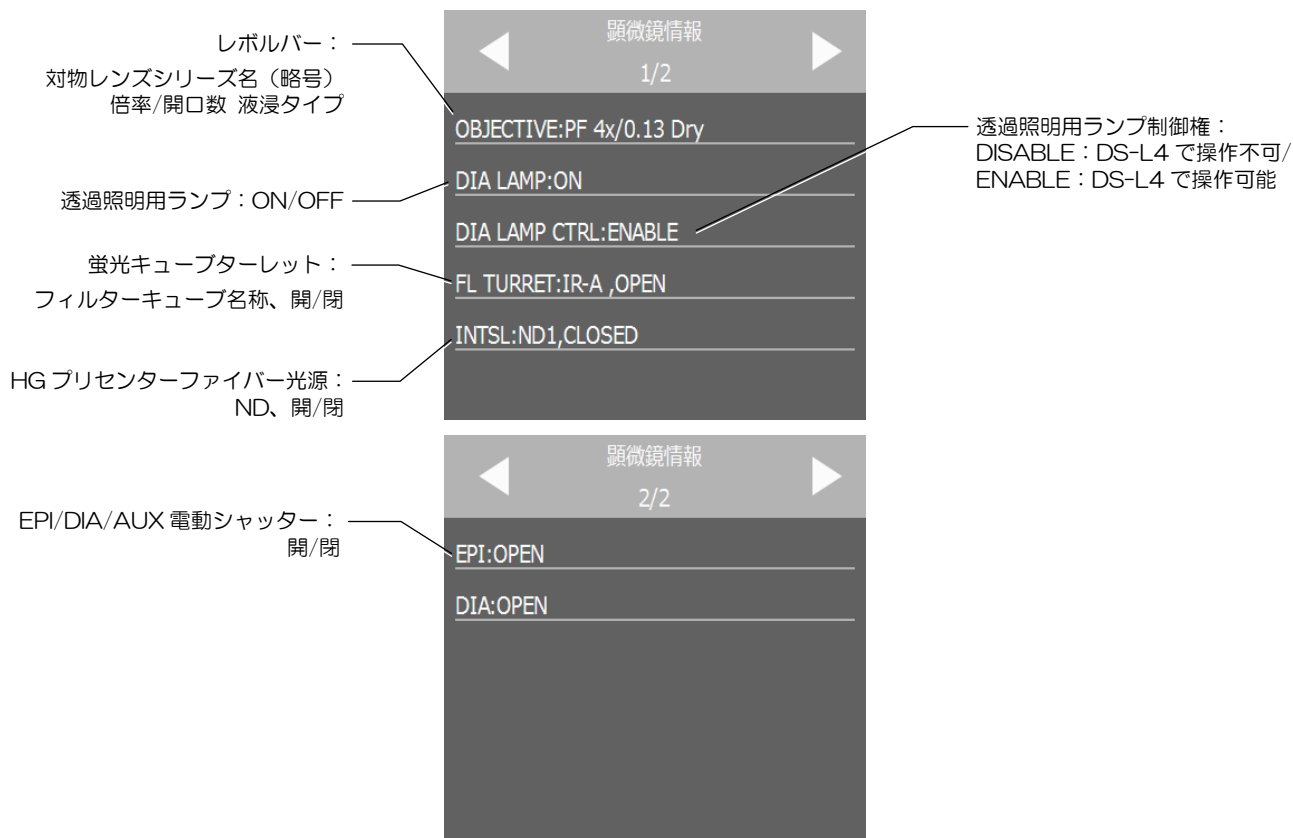 レボルバー：
対物レンズシリーズ名（略号）
倍率/開口数 液浸タイプ
透過照明用ランプ：ON/OFF
蛍光キューブターレット：
フィルターキューブ名称、開/閉
HG プリセンターファイバー光源：
ND、開/閉
顕微鏡情報
1/2
OBJECTIVE:PF 4x/0.13 Dry
DIA LAMP:ON
DIA LAMP CTRL:ENABLE
FL TURRET:IR-A ,OPEN
INTSL:ND1,CLOSED
透過照明用ランプ制御権：
DISABLE：DS-L4 で操作不可/
ENABLE：DS-L4 で操作可能
EPI/DIA/AUX 電動シャッター：
開/閉
顕微鏡情報
2/2
EPI:OPEN
DIA:OPEN